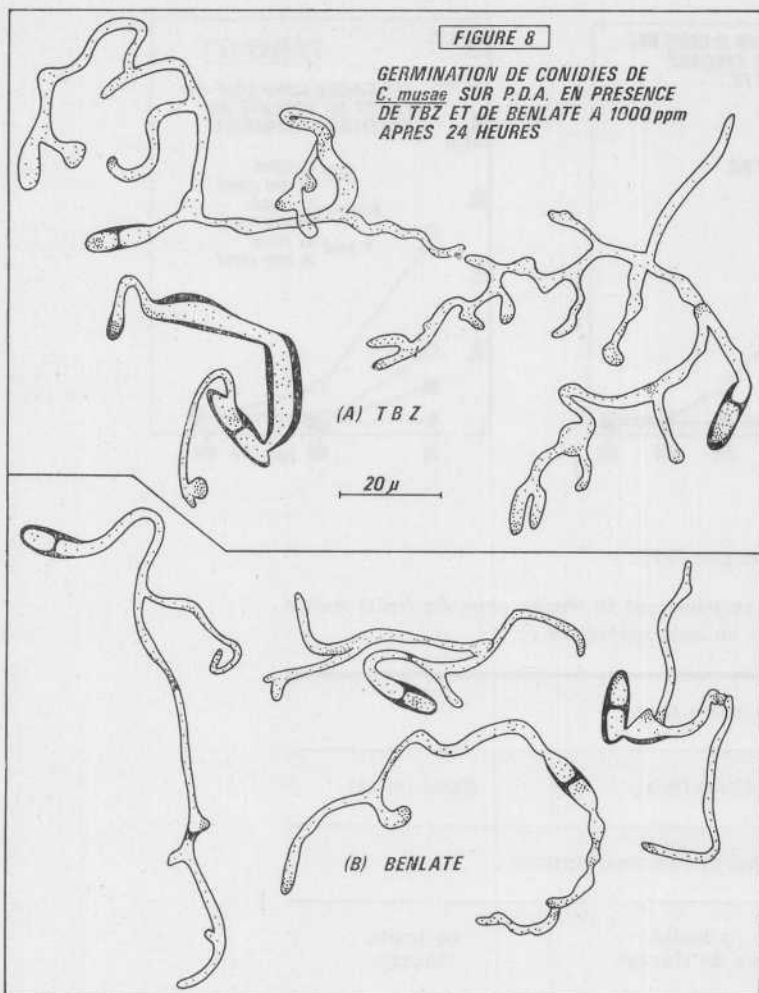 FIGURE 8
GERMINATION DE CONIDIES DE
C. musae SUR P.D.A. EN PRESENCE
DE TBZ ET DE BENLATE A 1000 ppm
APRES 24 HEURES
(A) TBZ
20 µ
(B) BENLATE